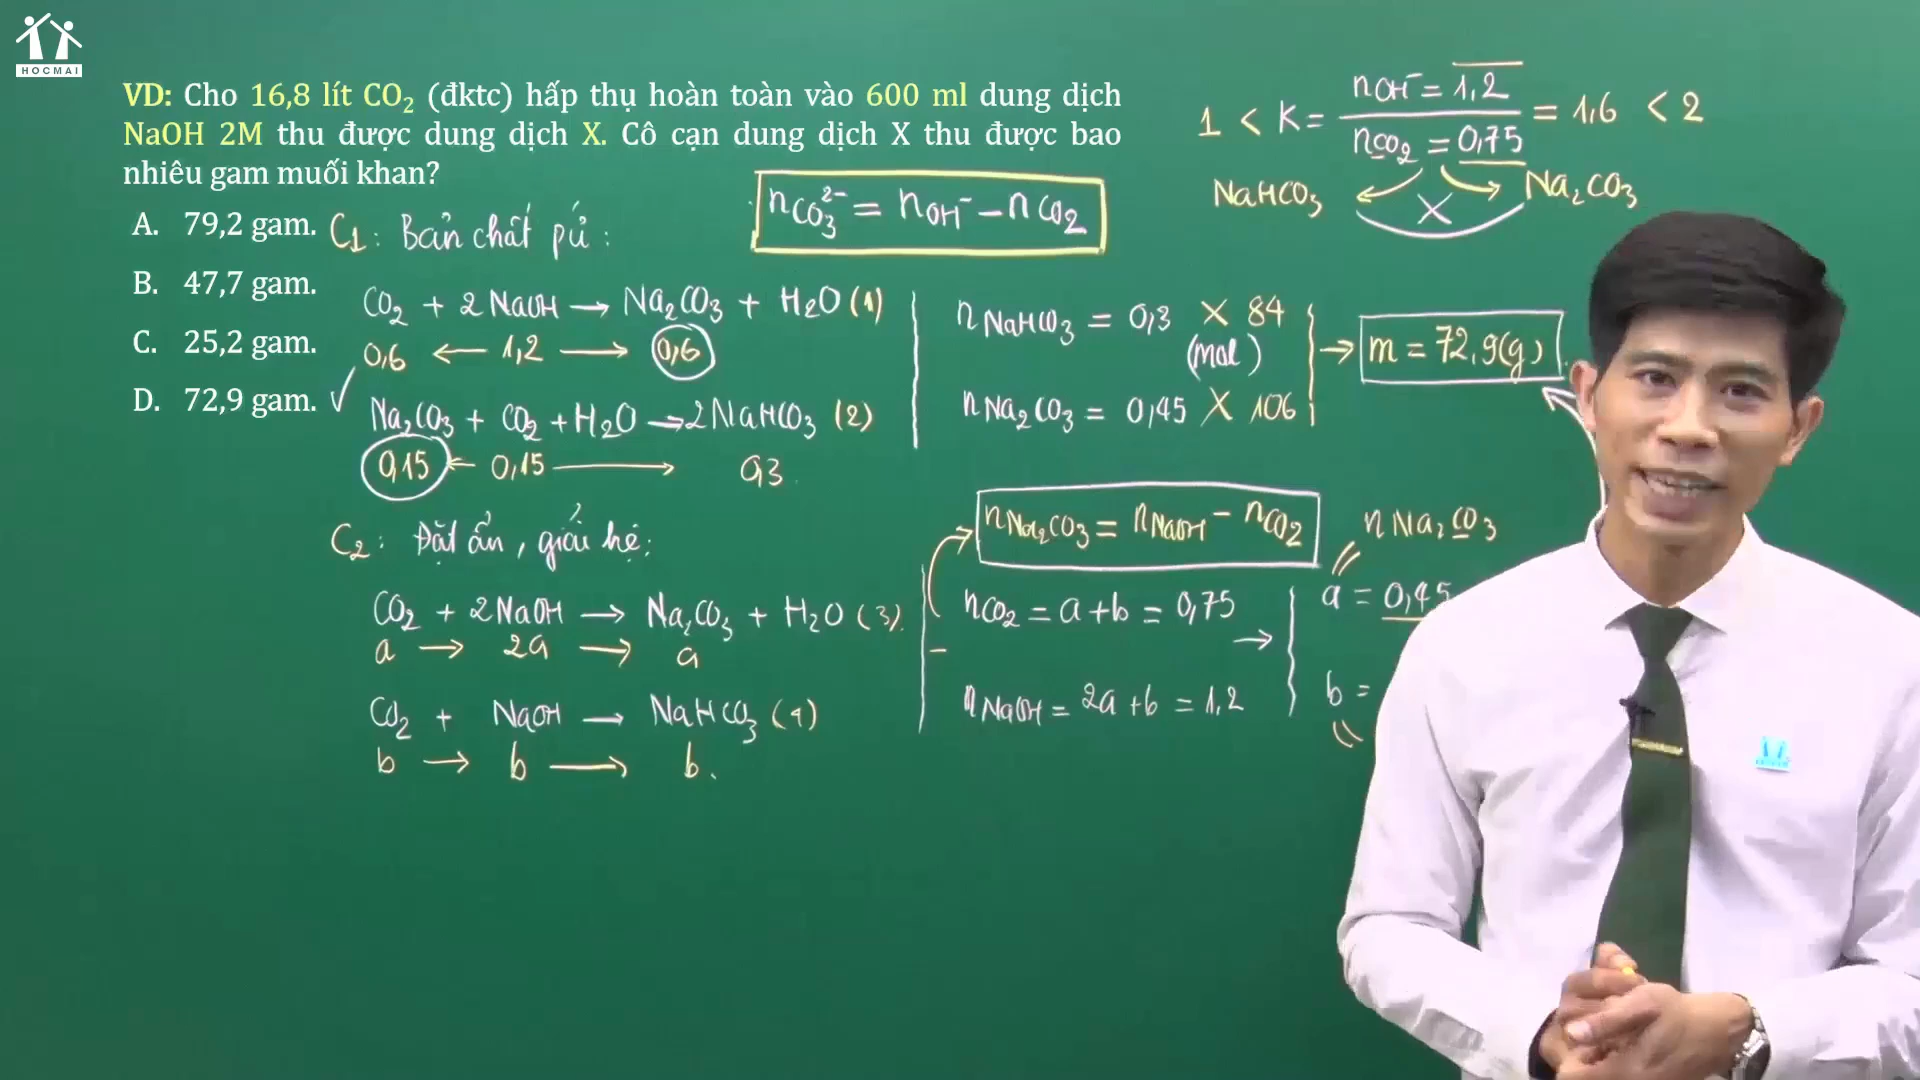 HOCMAI
VD: Cho 16,8 lít CO₂ (đktc) hấp thụ hoàn toàn vào 600 ml dung dịch
NaOH 2M thu được dung dịch X. Cô cạn dung dịch X thu được bao
nhiêu gam muối khan?
A. 79,2 gam.
B. 47,7 gam.
C. 25,2 gam.
D. 72,9 gam. ✓
1 < K = nOH⁻ = 1,2 / nCO₂ = 0,75 = 1,6 < 2
NaHCO₃ X Na₂CO₃
nCO₃²⁻ = nOH⁻ − nCO₂
C1: Bản chất pứ:
CO₂ + 2NaOH → Na₂CO₃ + H₂O (1)
0,6 ← 1,2 → 0,6
Na₂CO₃ + CO₂ + H₂O → 2NaHCO₃ (2)
0,15 ← 0,15 → 0,3
nNaHCO₃ = 0,3 × 84
(mol)
nNa₂CO₃ = 0,45 × 106
→ m = 72,9(g)
C2: Đặt ẩn, giải hệ:
CO₂ + 2NaOH → Na₂CO₃ + H₂O (3)
a → 2a → a
CO₂ + NaOH → NaHCO₃ (4)
b → b → b.
nNa₂CO₃ = nNaOH − nCO₂
nCO₂ = a + b = 0,75
−
→
nNaOH = 2a + b = 1,2
nNa₂CO₃
a = 0,45
b =